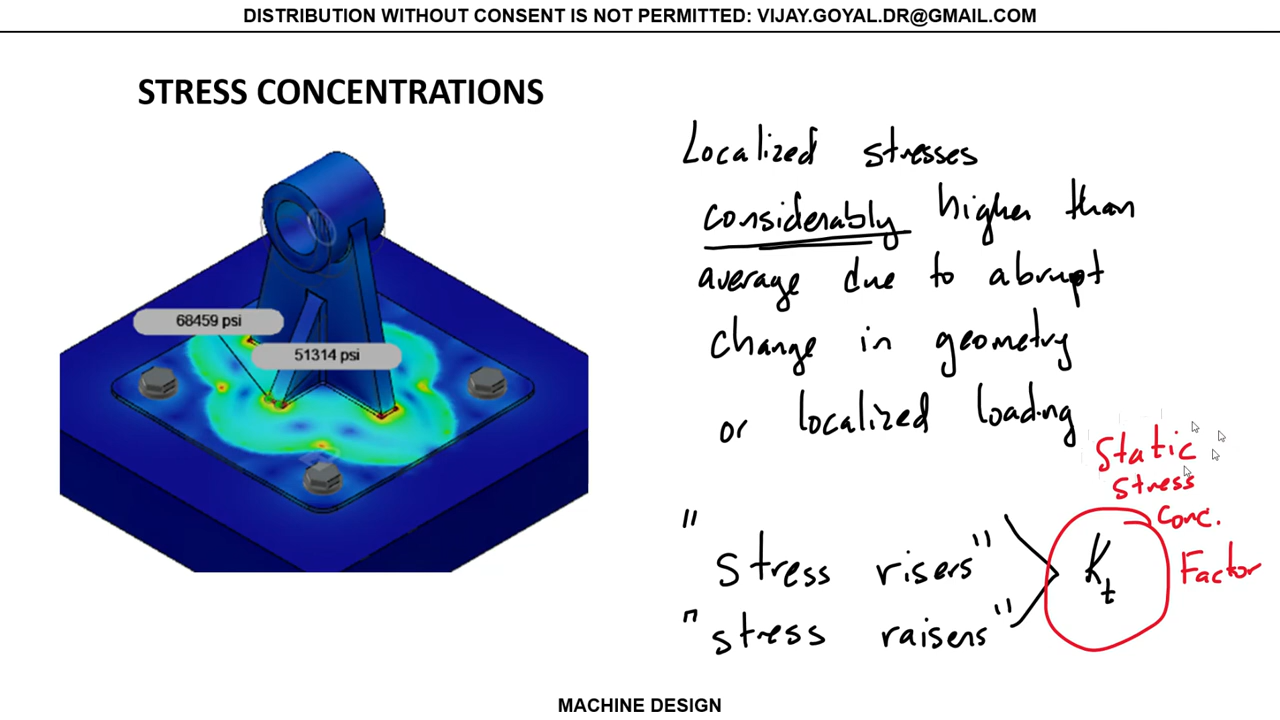 DISTRIBUTION WITHOUT CONSENT IS NOT PERMITTED: VIJAY.GOYAL.DR@GMAIL.COM
STRESS CONCENTRATIONS
68459 psi
51314 psi
Localized stresses
considerably higher than
average due to abrupt
change in geometry
or localized loading
"stress risers"
"stress raisers"
Kt
Static
stress
conc.
Factor
MACHINE DESIGN